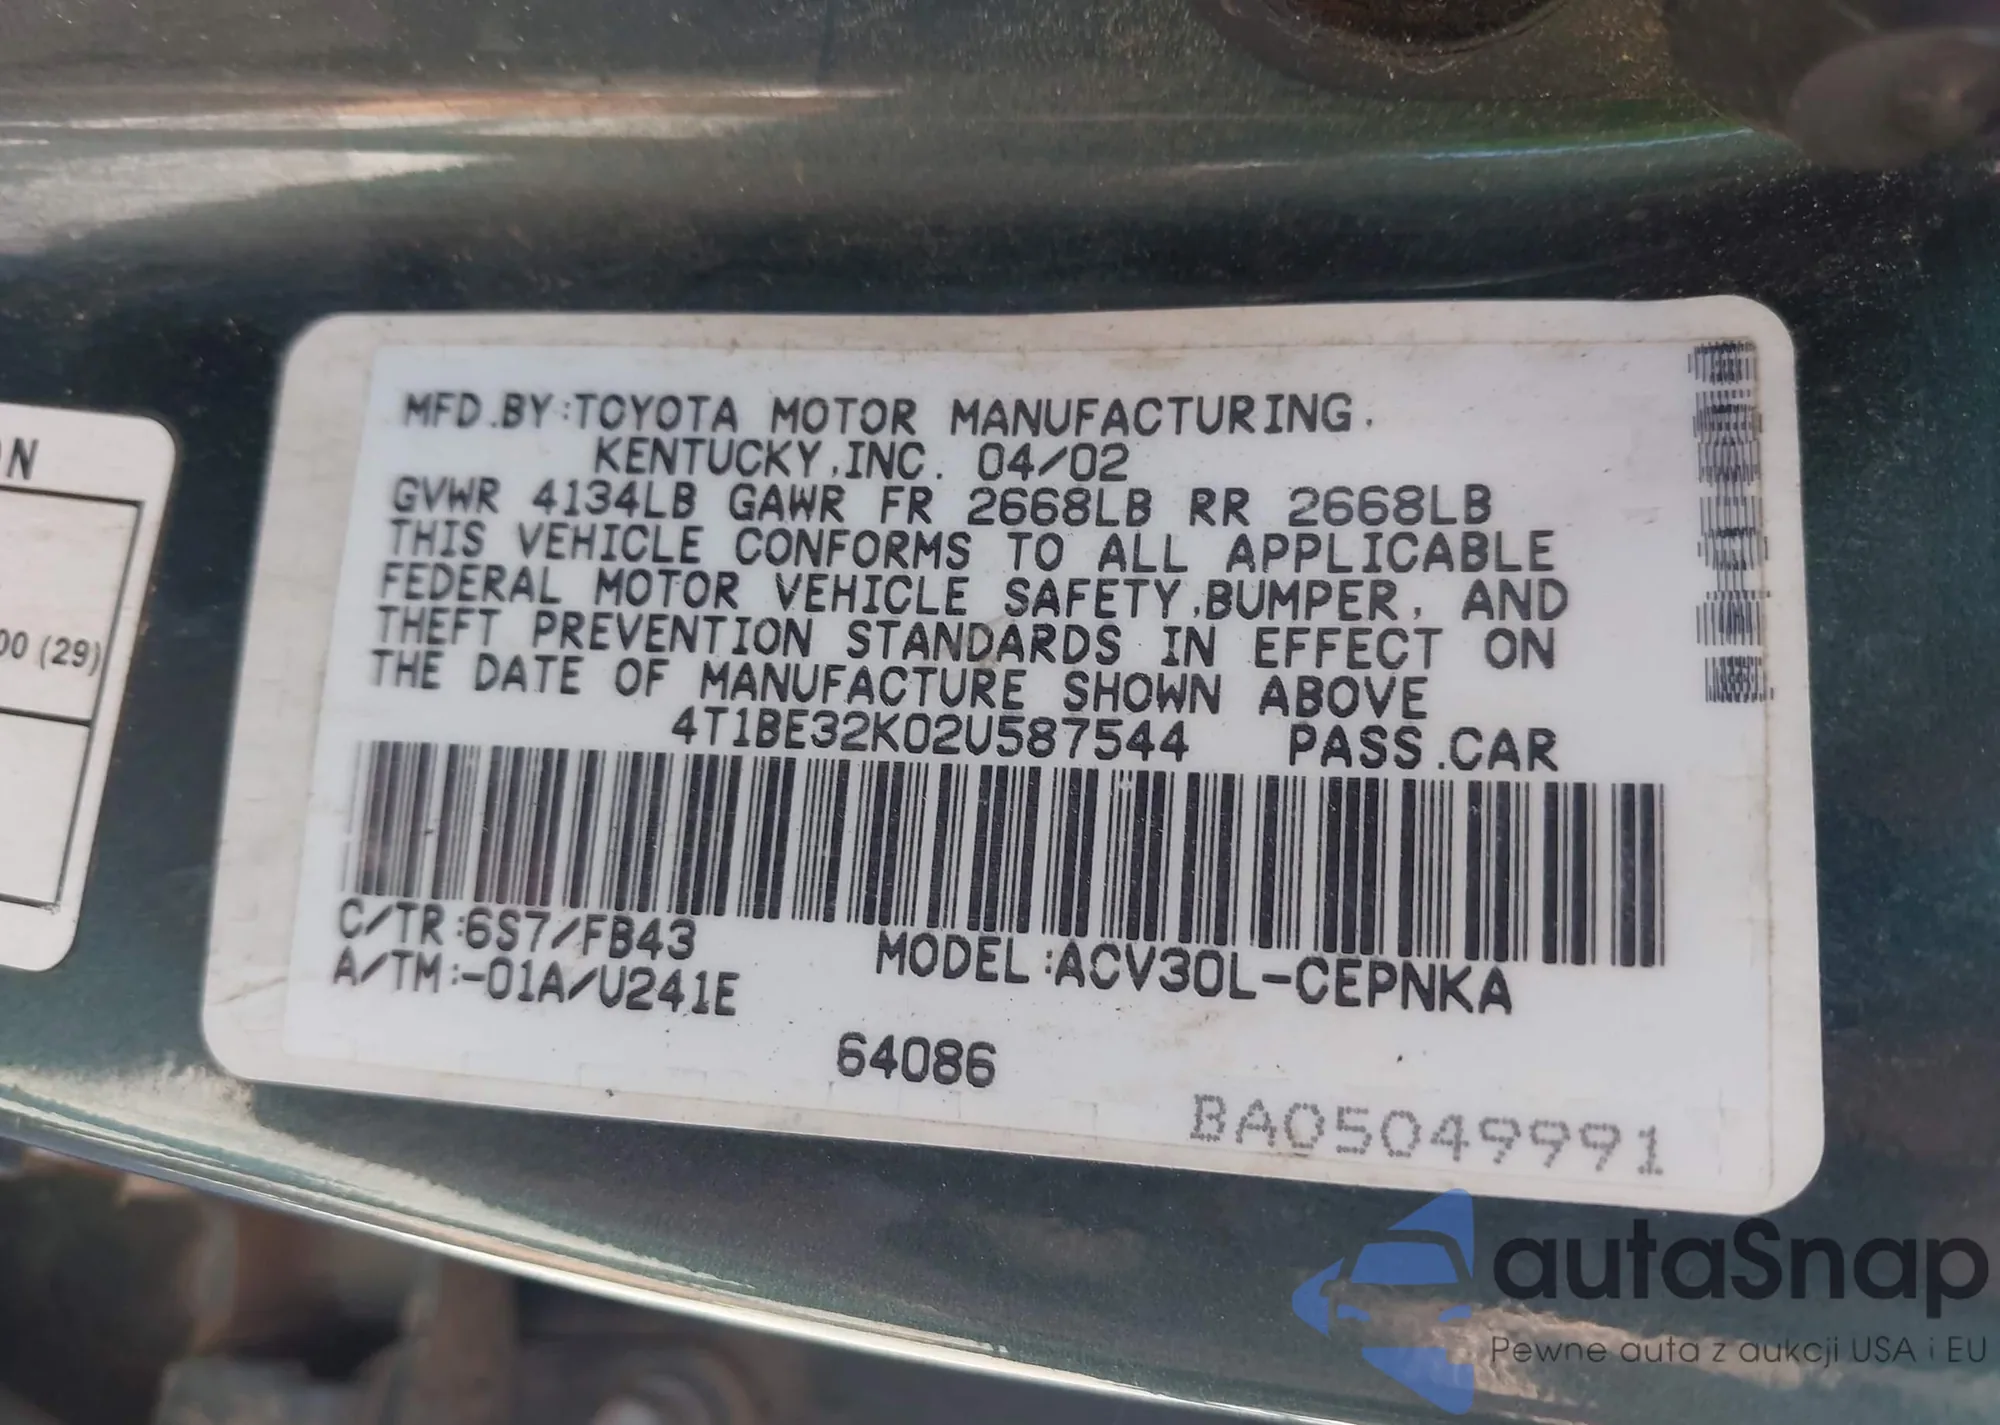 MFD.BY:TOYOTA MOTOR MANUFACTURING,
KENTUCKY,INC. 04/02
GVWR 4134LB GAWR FR 2668LB RR 2668LB
THIS VEHICLE CONFORMS TO ALL APPLICABLE
FEDERAL MOTOR VEHICLE SAFETY,BUMPER, AND
THEFT PREVENTION STANDARDS IN EFFECT ON
THE DATE OF MANUFACTURE SHOWN ABOVE
4T1BE32K02U587544 PASS.CAR
C/TR:6S7/FB43
MODEL:ACV30L-CEPNKA
A/TM:-01A/U241E
64086
BA05049991
ON
00 (29)
autaSnap
Pewne auta z aukcji USA i EU